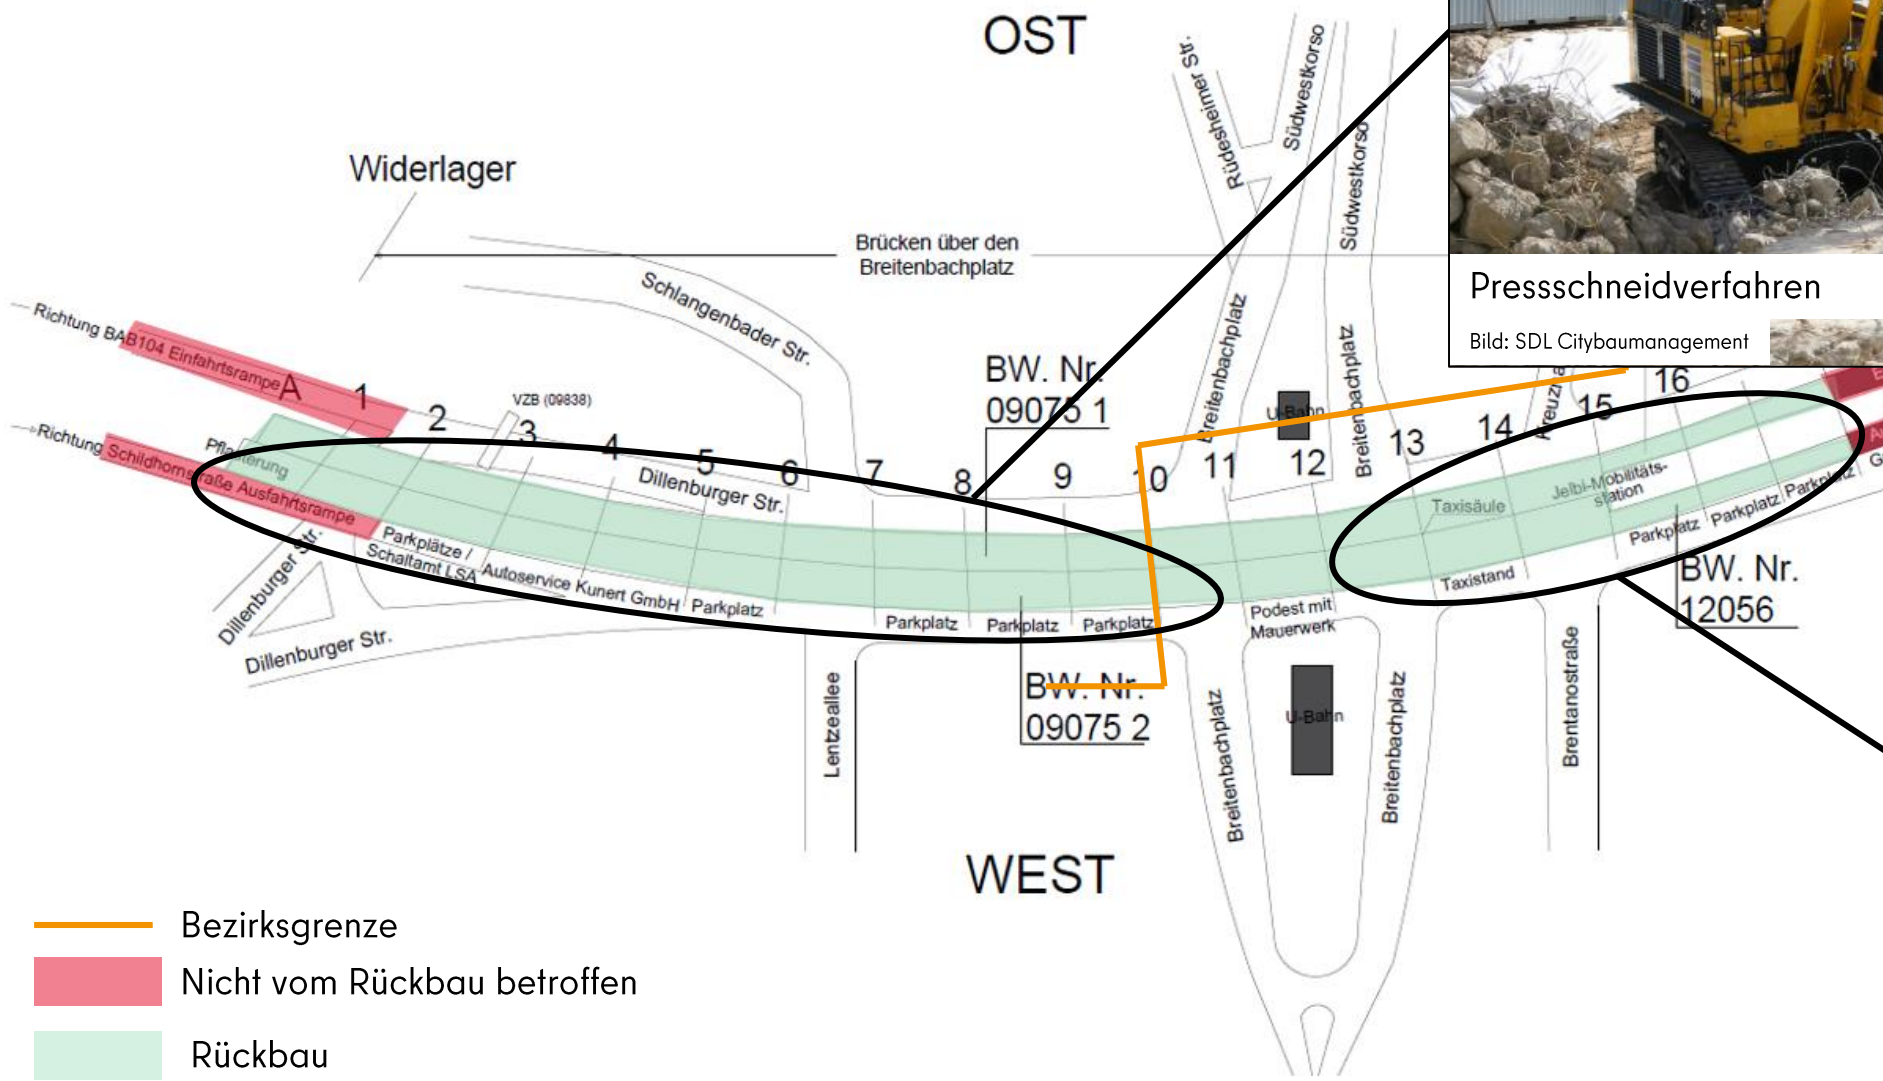 OST
Widerlager
Brücken über den
Breitenbachplatz
Rüdesheimer Str.
Südwestkorso
Südwestkorso
Schlangenbader Str.
Breitenbachplatz
Breitenbachplatz
Pressschneidverfahren
Bild: SDL Citybaumanagement
Richtung BAB104 Einfahrtsrampe
A
1
2
3
4
5
6
7
8
9
10
11
12
13
14
15
16
VZB (09838)
BW. Nr.
09075 1
U-Bahn
Richtung Schildhornstraße Ausfahrtsrampe
Pflasterung
Dillenburger Str.
Taxisäule
Jelbi-Mobilitäts-
station
Parkplatz
Parkplatz
Parkplatz
Parkplätze /
Schaltamt LSA
Autoservice Kunert GmbH
Parkplatz
Parkplatz
Parkplatz
Parkplatz
Podest mit
Mauerwerk
Taxistand
BW. Nr.
12056
Dillenburger Str.
Dillenburger Str.
BW. Nr.
09075 2
Lentzeallee
Breitenbachplatz
U-Bahn
Breitenbachplatz
Brentanostraße
WEST
Bezirksgrenze
Nicht vom Rückbau betroffen
Rückbau